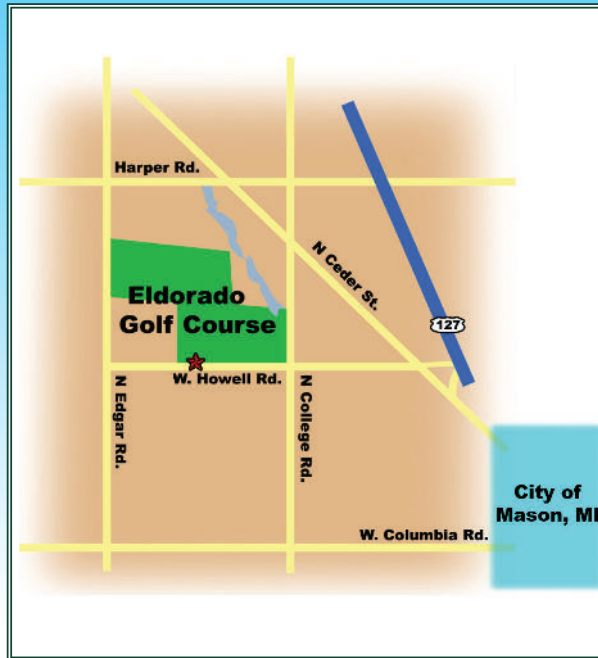 Harper Rd.
N Ceder St.
Eldorado
Golf Course
127
W. Howell Rd.
N Edgar Rd.
N College Rd.
City of
Mason, MI
W. Columbia Rd.